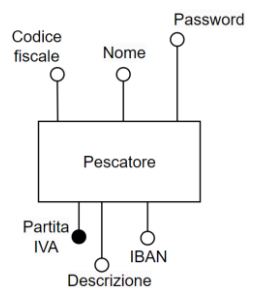 Password
Codice
fiscale
Nome
Pescatore
Partita
IVA
IBAN
Descrizione